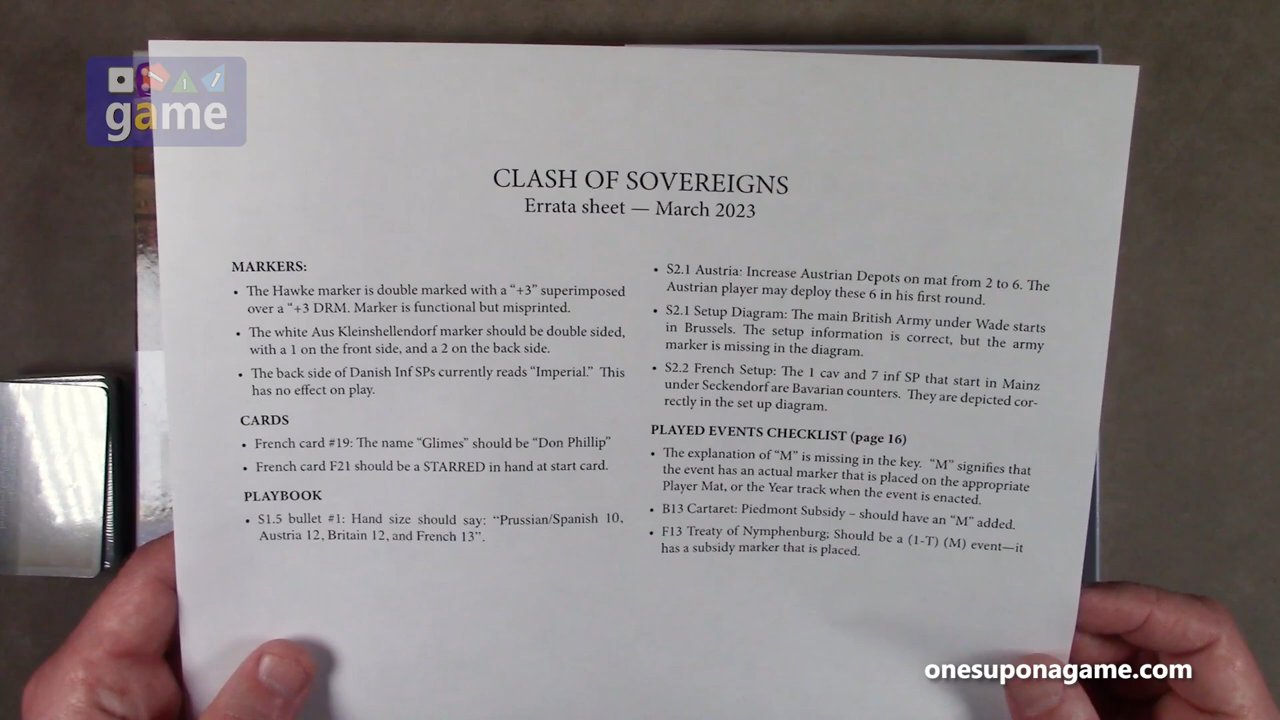 game
CLASH OF SOVEREIGNS
Errata sheet — March 2023
MARKERS:
• The Hawke marker is double marked with a “+3” superimposed
over a “+3 DRM. Marker is functional but misprinted.
• The white Aus Kleinshellendorf marker should be double sided,
with a 1 on the front side, and a 2 on the back side.
• The back side of Danish Inf SPs currently reads “Imperial.” This
has no effect on play.
CARDS
• French card #19: The name “Glimes” should be “Don Phillip”
• French card F21 should be a STARRED in hand at start card.
PLAYBOOK
• S1.5 bullet #1: Hand size should say: “Prussian/Spanish 10,
Austria 12, Britain 12, and French 13”.
• S2.1 Austria: Increase Austrian Depots on mat from 2 to 6. The
Austrian player may deploy these 6 in his first round.
• S2.1 Setup Diagram: The main British Army under Wade starts
in Brussels. The setup information is correct, but the army
marker is missing in the diagram.
• S2.2 French Setup: The 1 cav and 7 inf SP that start in Mainz
under Seckendorf are Bavarian counters. They are depicted cor-
rectly in the set up diagram.
PLAYED EVENTS CHECKLIST (page 16)
• The explanation of “M” is missing in the key. “M” signifies that
the event has an actual marker that is placed on the appropriate
Player Mat, or the Year track when the event is enacted.
• B13 Cartaret: Piedmont Subsidy – should have an “M” added.
• F13 Treaty of Nymphenburg; Should be a (1-T) (M) event—it
has a subsidy marker that is placed.
onesuponagame.com